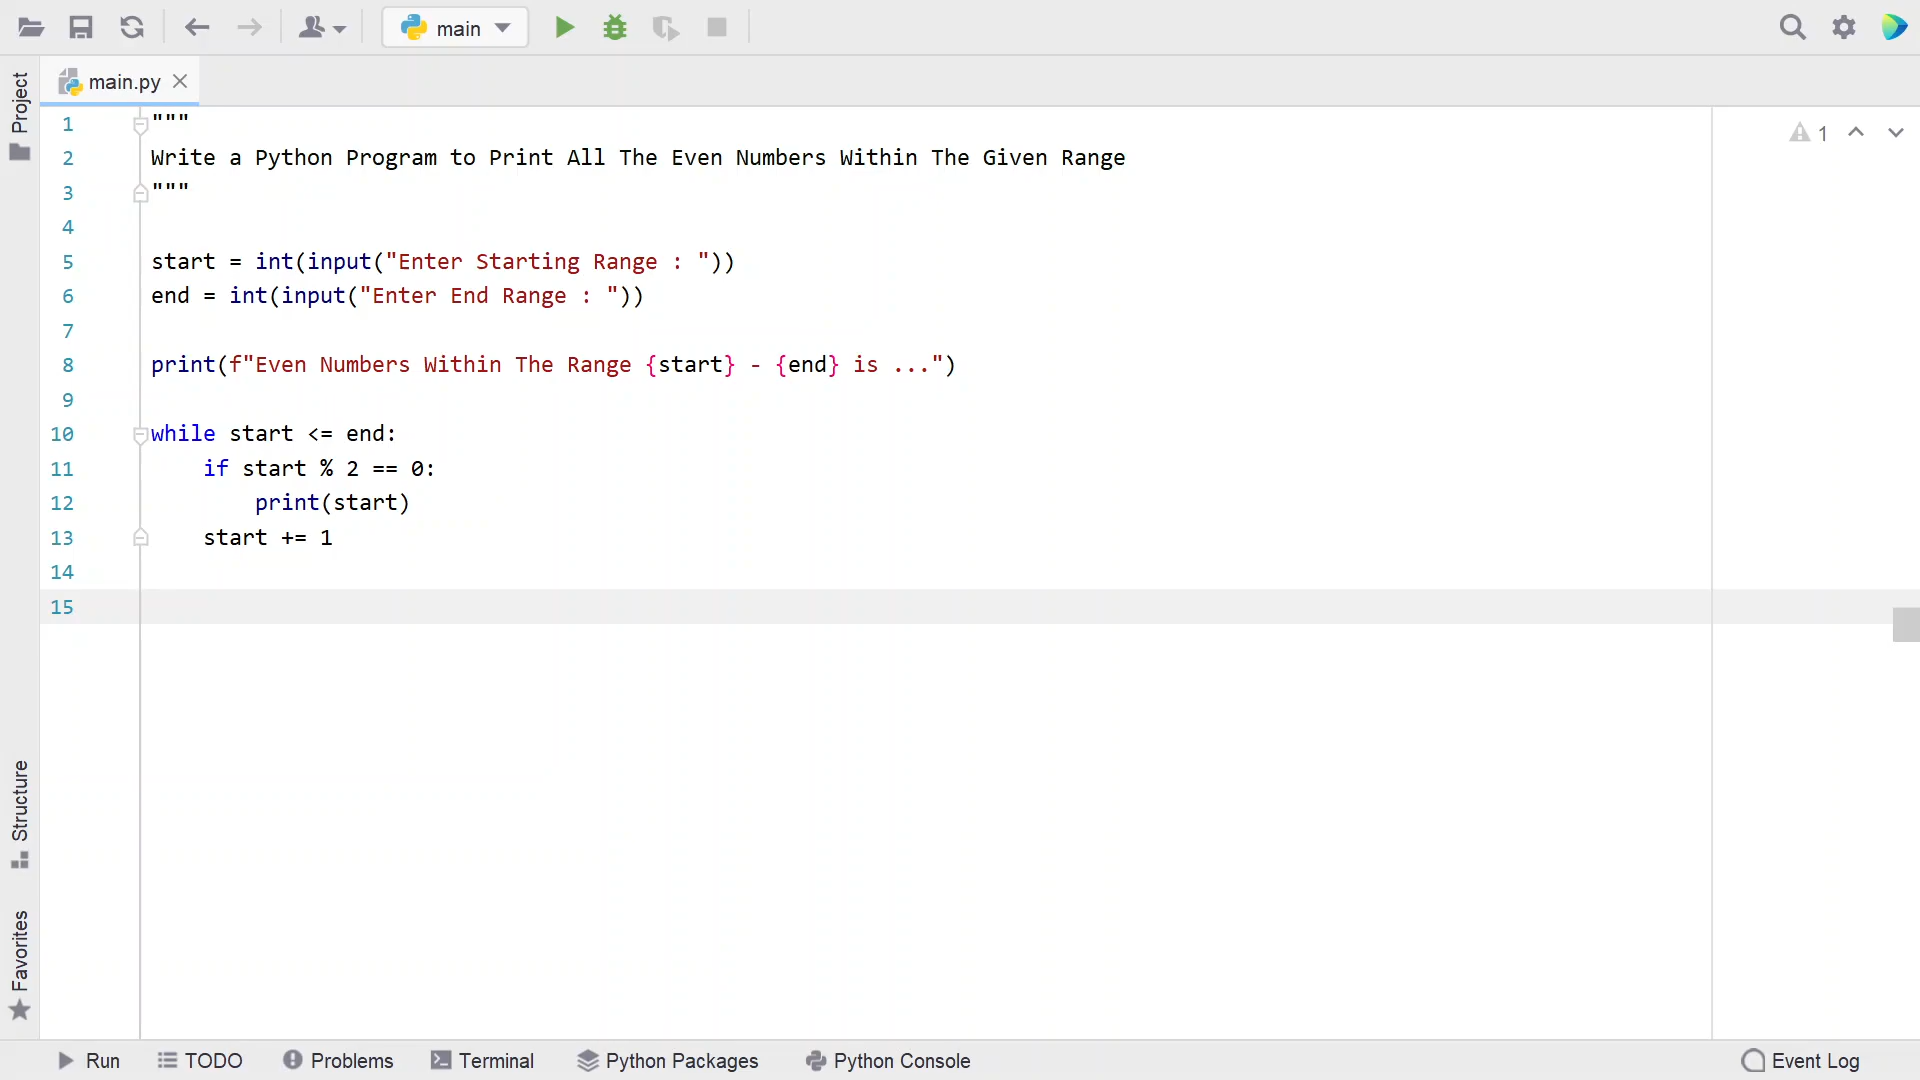 main
Project
main.py
1 """
2 Write a Python Program to Print All The Even Numbers Within The Given Range
3 """
4
5 start = int(input("Enter Starting Range : "))
6 end = int(input("Enter End Range : "))
7
8 print(f"Even Numbers Within The Range {start} - {end} is ...")
9
10 while start <= end:
11     if start % 2 == 0:
12         print(start)
13     start += 1
14
15
1
Structure
Favorites
Run TODO Problems Terminal Python Packages Python Console Event Log